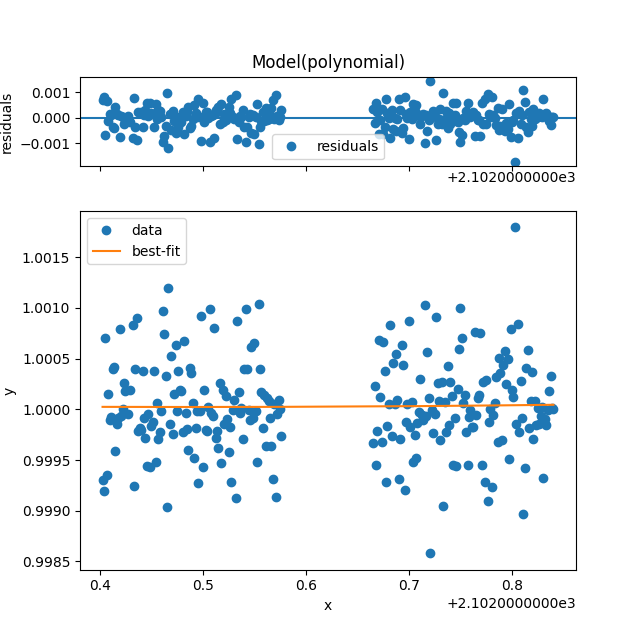 Model(polynomial)
residuals
0.001
0.000
−0.001
residuals
+2.1020000000e3
y
1.0015
1.0010
1.0005
1.0000
0.9995
0.9990
0.9985
data
best-fit
0.4 0.5 0.6 0.7 0.8
x
+2.1020000000e3